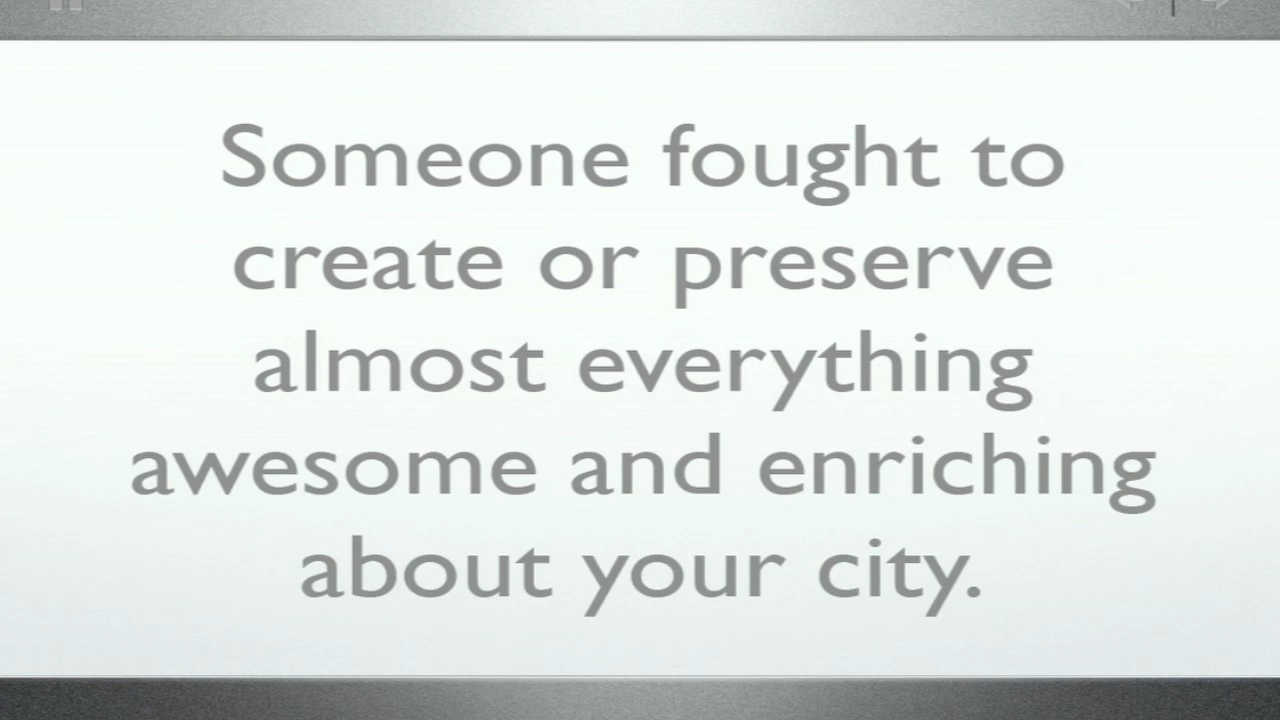 Someone fought to
create or preserve
almost everything
awesome and enriching
about your city.